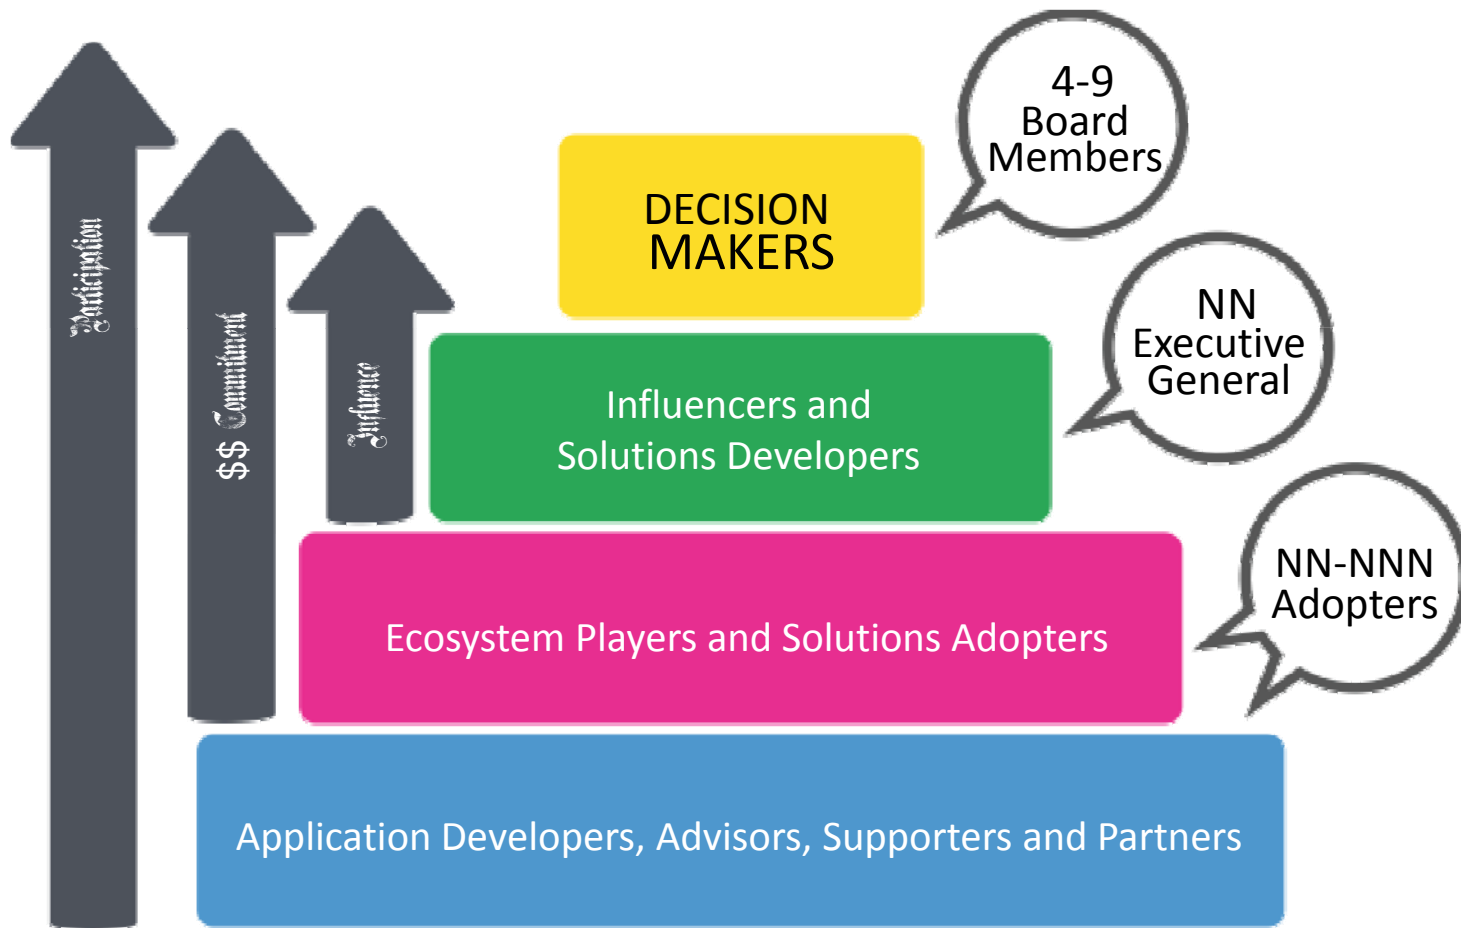 4-9
Board
Members
DECISION
MAKERS
NN
Executive
General
Influencers and
Solutions Developers
NN-NNN
Adopters
Ecosystem Players and Solutions Adopters
Application Developers, Advisors, Supporters and Partners
Participation
$$ Commitment
Influence